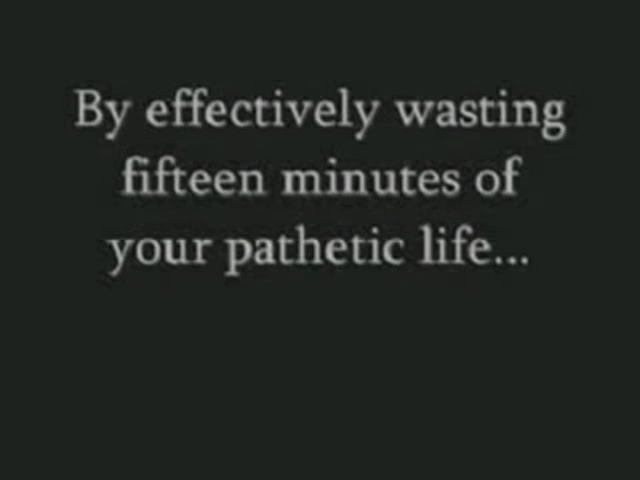 By effectively wasting
fifteen minutes of
your pathetic life...